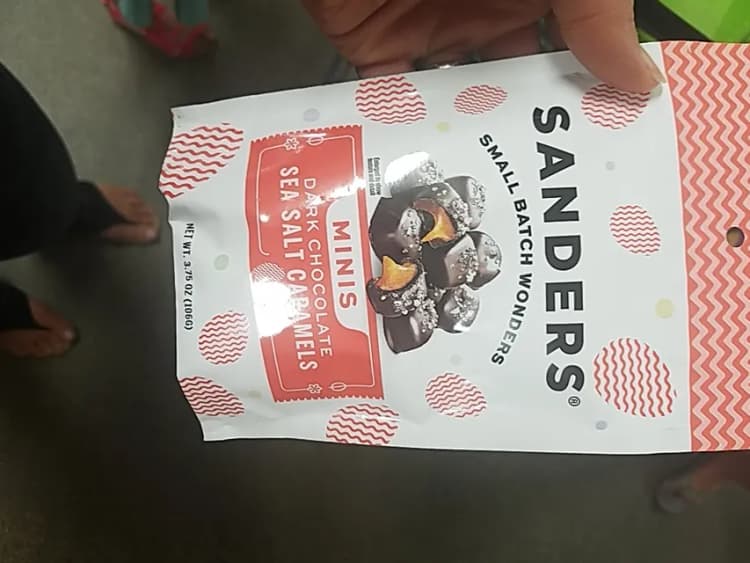 SANDERS®
SMALL BATCH WONDERS
MINIS
DARK CHOCOLATE
SEA SALT CARAMELS
NET WT. 3.75 OZ (106G)